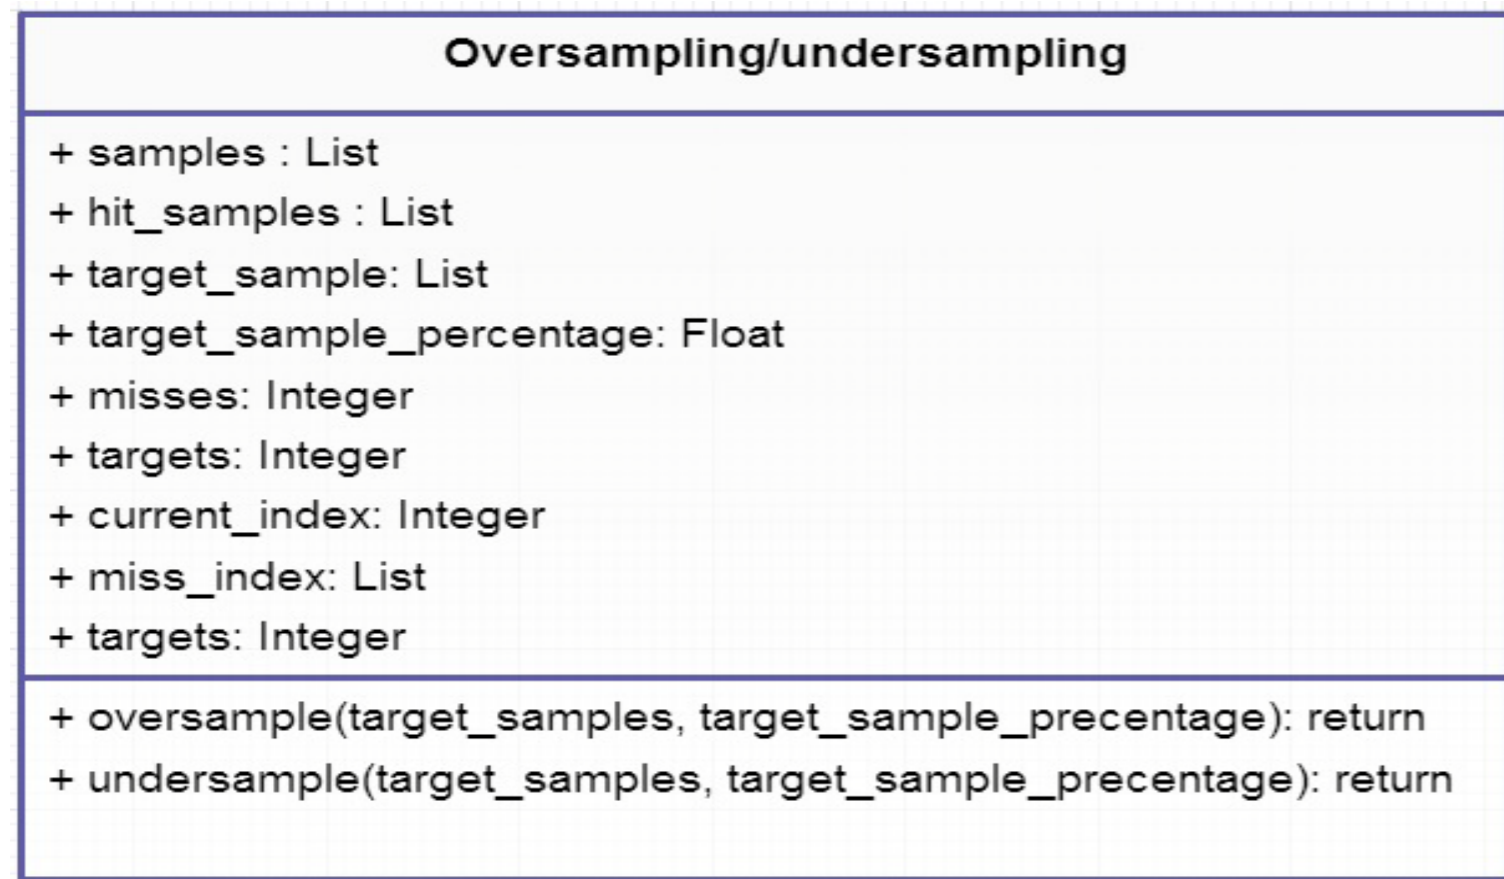 Oversampling/undersampling
+ samples : List
+ hit_samples : List
+ target_sample: List
+ target_sample_percentage: Float
+ misses: Integer
+ targets: Integer
+ current_index: Integer
+ miss_index: List
+ targets: Integer
+ oversample(target_samples, target_sample_precentage): return
+ undersample(target_samples, target_sample_precentage): return